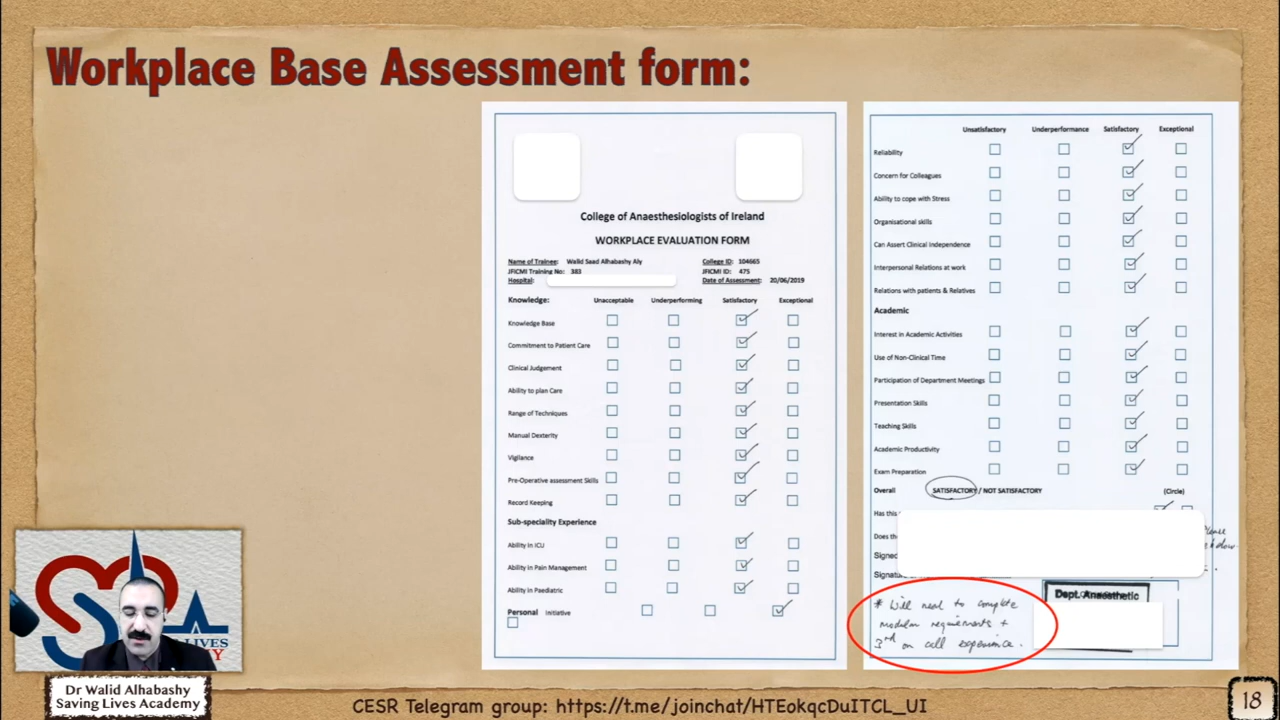 Workplace Base Assessment form:
College of Anaesthesiologists of Ireland
WORKPLACE EVALUATION FORM
Name of Trainee: Walid Saad Alhabashy Aly College ID: 104665
JFICMI Training No: 383 JFICMI ID: 475
Hospital: Date of Assessment: 20/06/2019
Knowledge: Unacceptable Underperforming Satisfactory Exceptional
Knowledge Base
Commitment to Patient Care
Clinical Judgement
Ability to plan Care
Range of Techniques
Manual Dexterity
Vigilance
Pre-Operative assessment Skills
Record Keeping
Sub-speciality Experience
Ability in ICU
Ability in Pain Management
Ability in Paediatric
Personal Initiative
Unsatisfactory Underperformance Satisfactory Exceptional
Reliability
Concern for Colleagues
Ability to cope with Stress
Organisational skills
Can Assert Clinical Independence
Interpersonal Relations at work
Relations with patients & Relatives
Academic
Interest in Academic Activities
Use of Non-Clinical Time
Participation of Department Meetings
Presentation Skills
Teaching Skills
Academic Productivity
Exam Preparation
Overall SATISFACTORY / NOT SATISFACTORY (Circle)
Has this
Does th
Signed
* Will need to complete
modular requirements +
3rd on call experience.
Dept. Anaesthetic
Dr Walid Alhabashy
Saving Lives Academy
CESR Telegram group: https://t.me/joinchat/HTEokqcDuITCL_UI
18